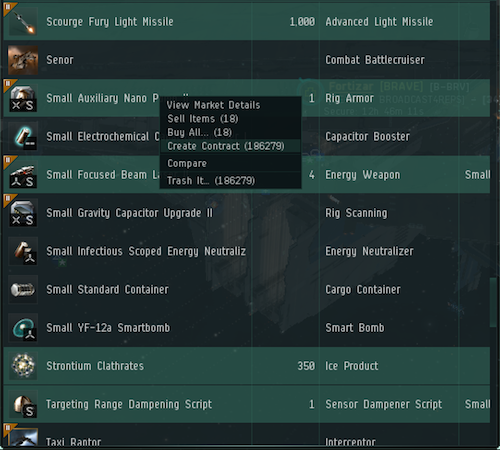 Scourge Fury Light Missile 1,000 Advanced Light Missile
Senor Combat Battlecruiser
Fortizar [BRAVE] [B-BRV]
Small Auxiliary Nano 1 Rig Armor
View Market Details
Sell Items (18)
Buy All... (18)
Small Electrochemical Capacitor Booster
Create Contract (186279)
Compare
Small Focused Beam 4 Energy Weapon Small
Trash It... (186279)
Small Gravity Capacitor Upgrade II Rig Scanning
Small Infectious Scoped Energy Neutraliz Energy Neutralizer
Small Standard Container Cargo Container
Small YF-12a Smartbomb Smart Bomb
Strontium Clathrates 350 Ice Product
Targeting Range Dampening Script 1 Sensor Dampener Script Small
Taxi Raptor Interceptor